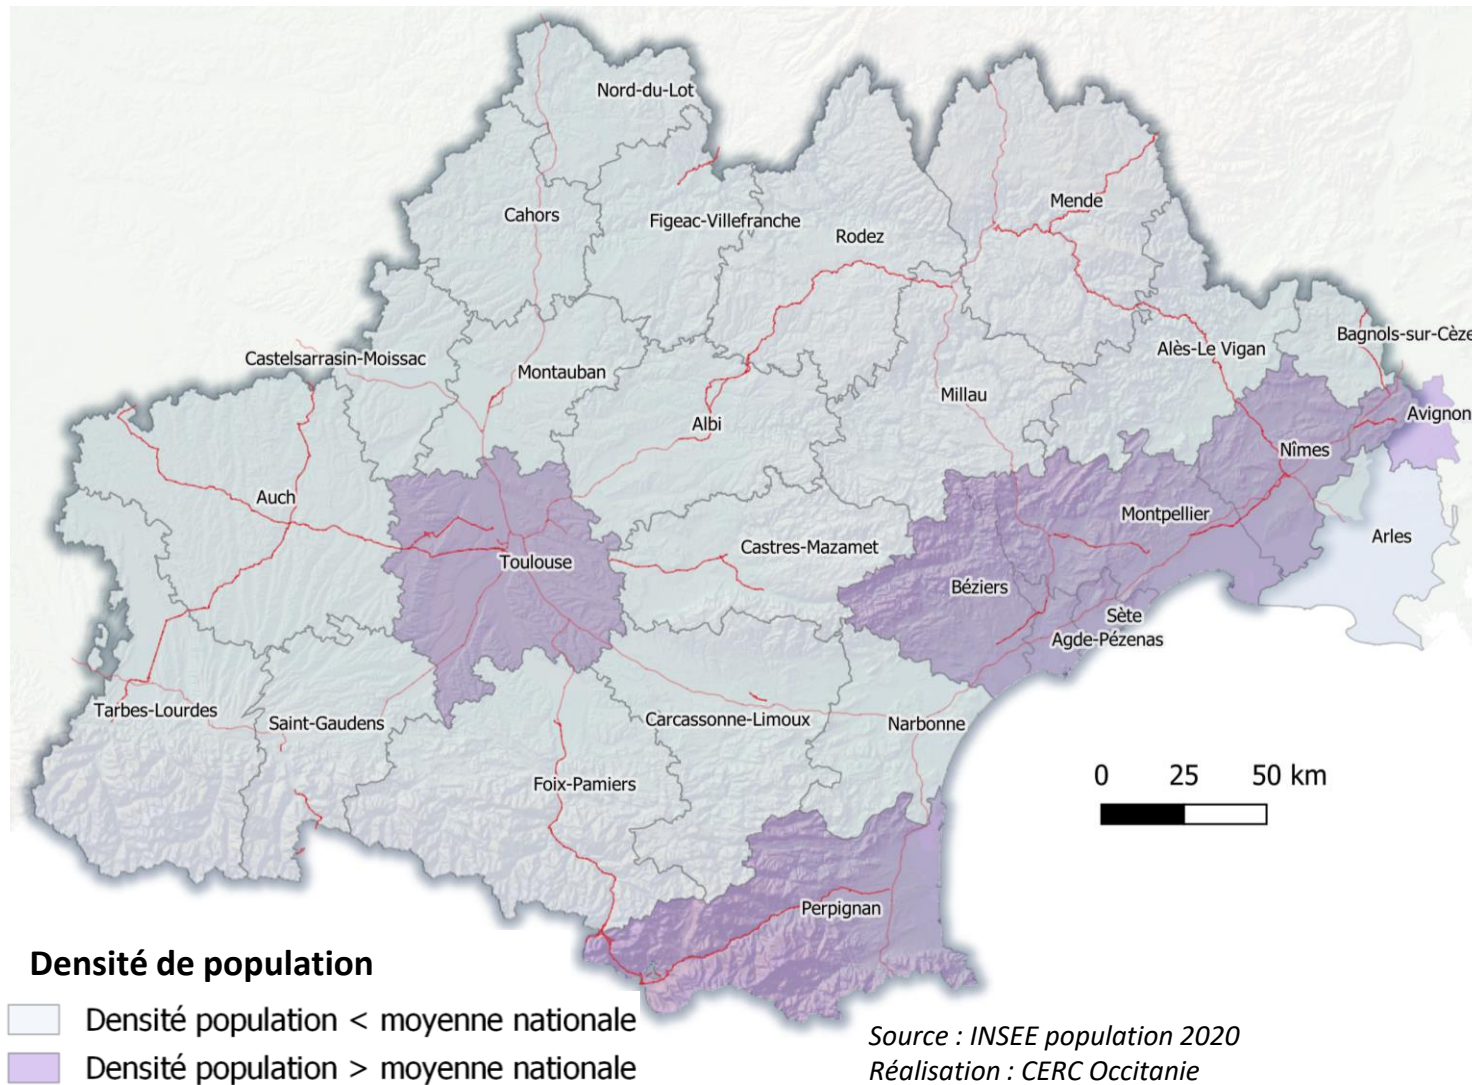 Nord-du-Lot
Mende
Cahors
Figeac-Villefranche
Rodez
Bagnols-sur-Cèze
Alès-Le Vigan
Castelsarrasin-Moissac
Montauban
Millau
Avignon
Albi
Nîmes
Auch
Montpellier
Arles
Castres-Mazamet
Toulouse
Béziers
Sète
Agde-Pézenas
Tarbes-Lourdes
Saint-Gaudens
Carcassonne-Limoux
Narbonne
Foix-Pamiers
0 25 50 km
Perpignan
Densité de population
Densité population < moyenne nationale
Densité population > moyenne nationale
Source : INSEE population 2020
Réalisation : CERC Occitanie